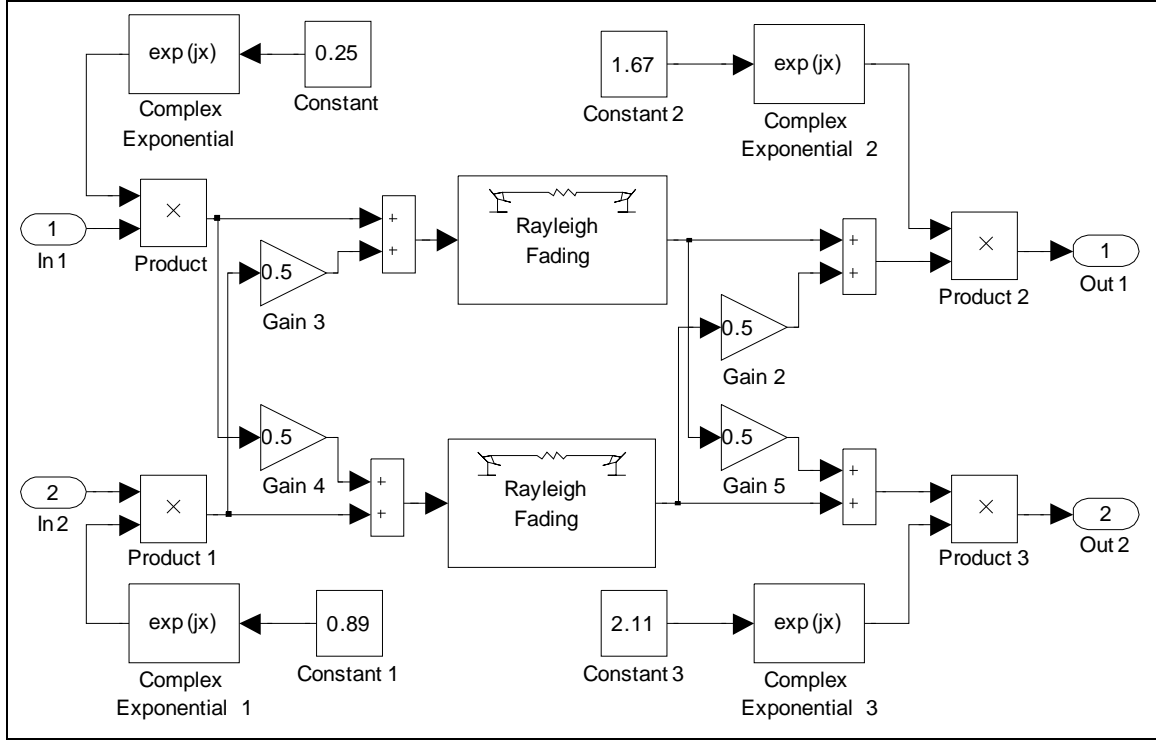 exp (jx)
0.25
Constant
Complex
Exponential
1.67
Constant 2
exp (jx)
Complex
Exponential 2
1
In 1
×
Product
0.5
Gain 3
+
+
Rayleigh
Fading
+
+
0.5
Gain 2
×
Product 2
1
Out 1
2
In 2
×
Product 1
0.5
Gain 4
+
+
Rayleigh
Fading
0.5
Gain 5
+
+
×
Product 3
2
Out 2
exp (jx)
Complex
Exponential 1
0.89
Constant 1
2.11
Constant 3
exp (jx)
Complex
Exponential 3